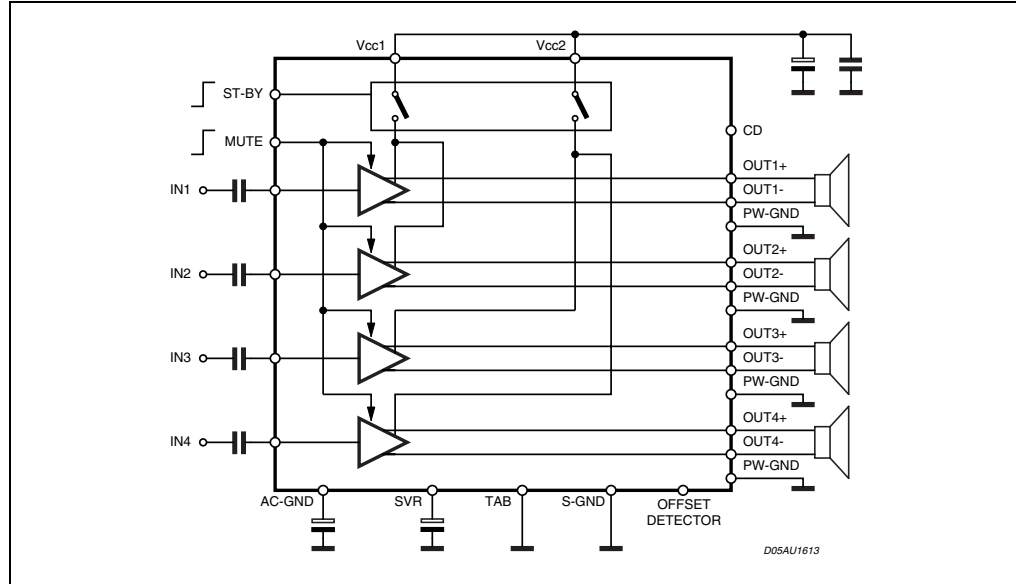 Vcc1
Vcc2
ST-BY
CD
MUTE
OUT1+
IN1
OUT1-
PW-GND
OUT2+
IN2
OUT2-
PW-GND
OUT3+
IN3
OUT3-
PW-GND
OUT4+
IN4
OUT4-
PW-GND
AC-GND
SVR
TAB
S-GND
OFFSET
DETECTOR
D05AU1613